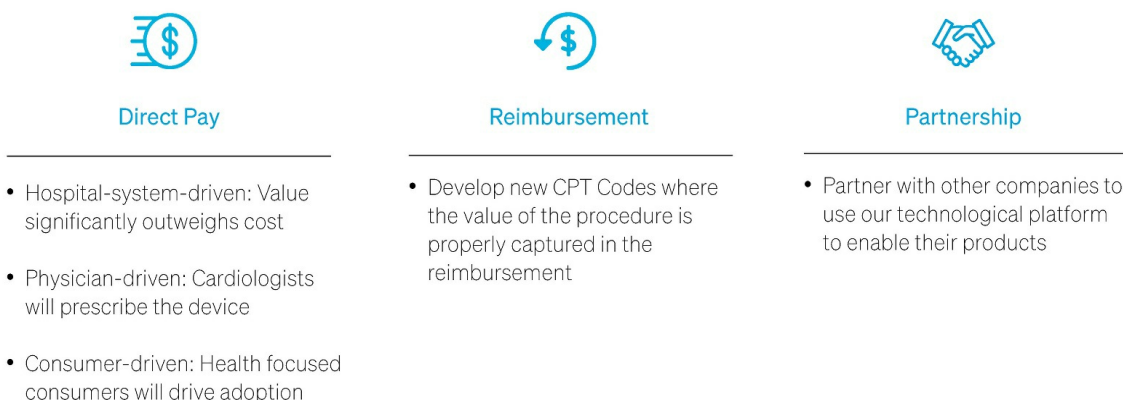 Direct Pay
• Hospital-system-driven: Value
significantly outweighs cost
• Physician-driven: Cardiologists
will prescribe the device
• Consumer-driven: Health focused
consumers will drive adoption
Reimbursement
• Develop new CPT Codes where
the value of the procedure is
properly captured in the
reimbursement
Partnership
• Partner with other companies to
use our technological platform
to enable their products